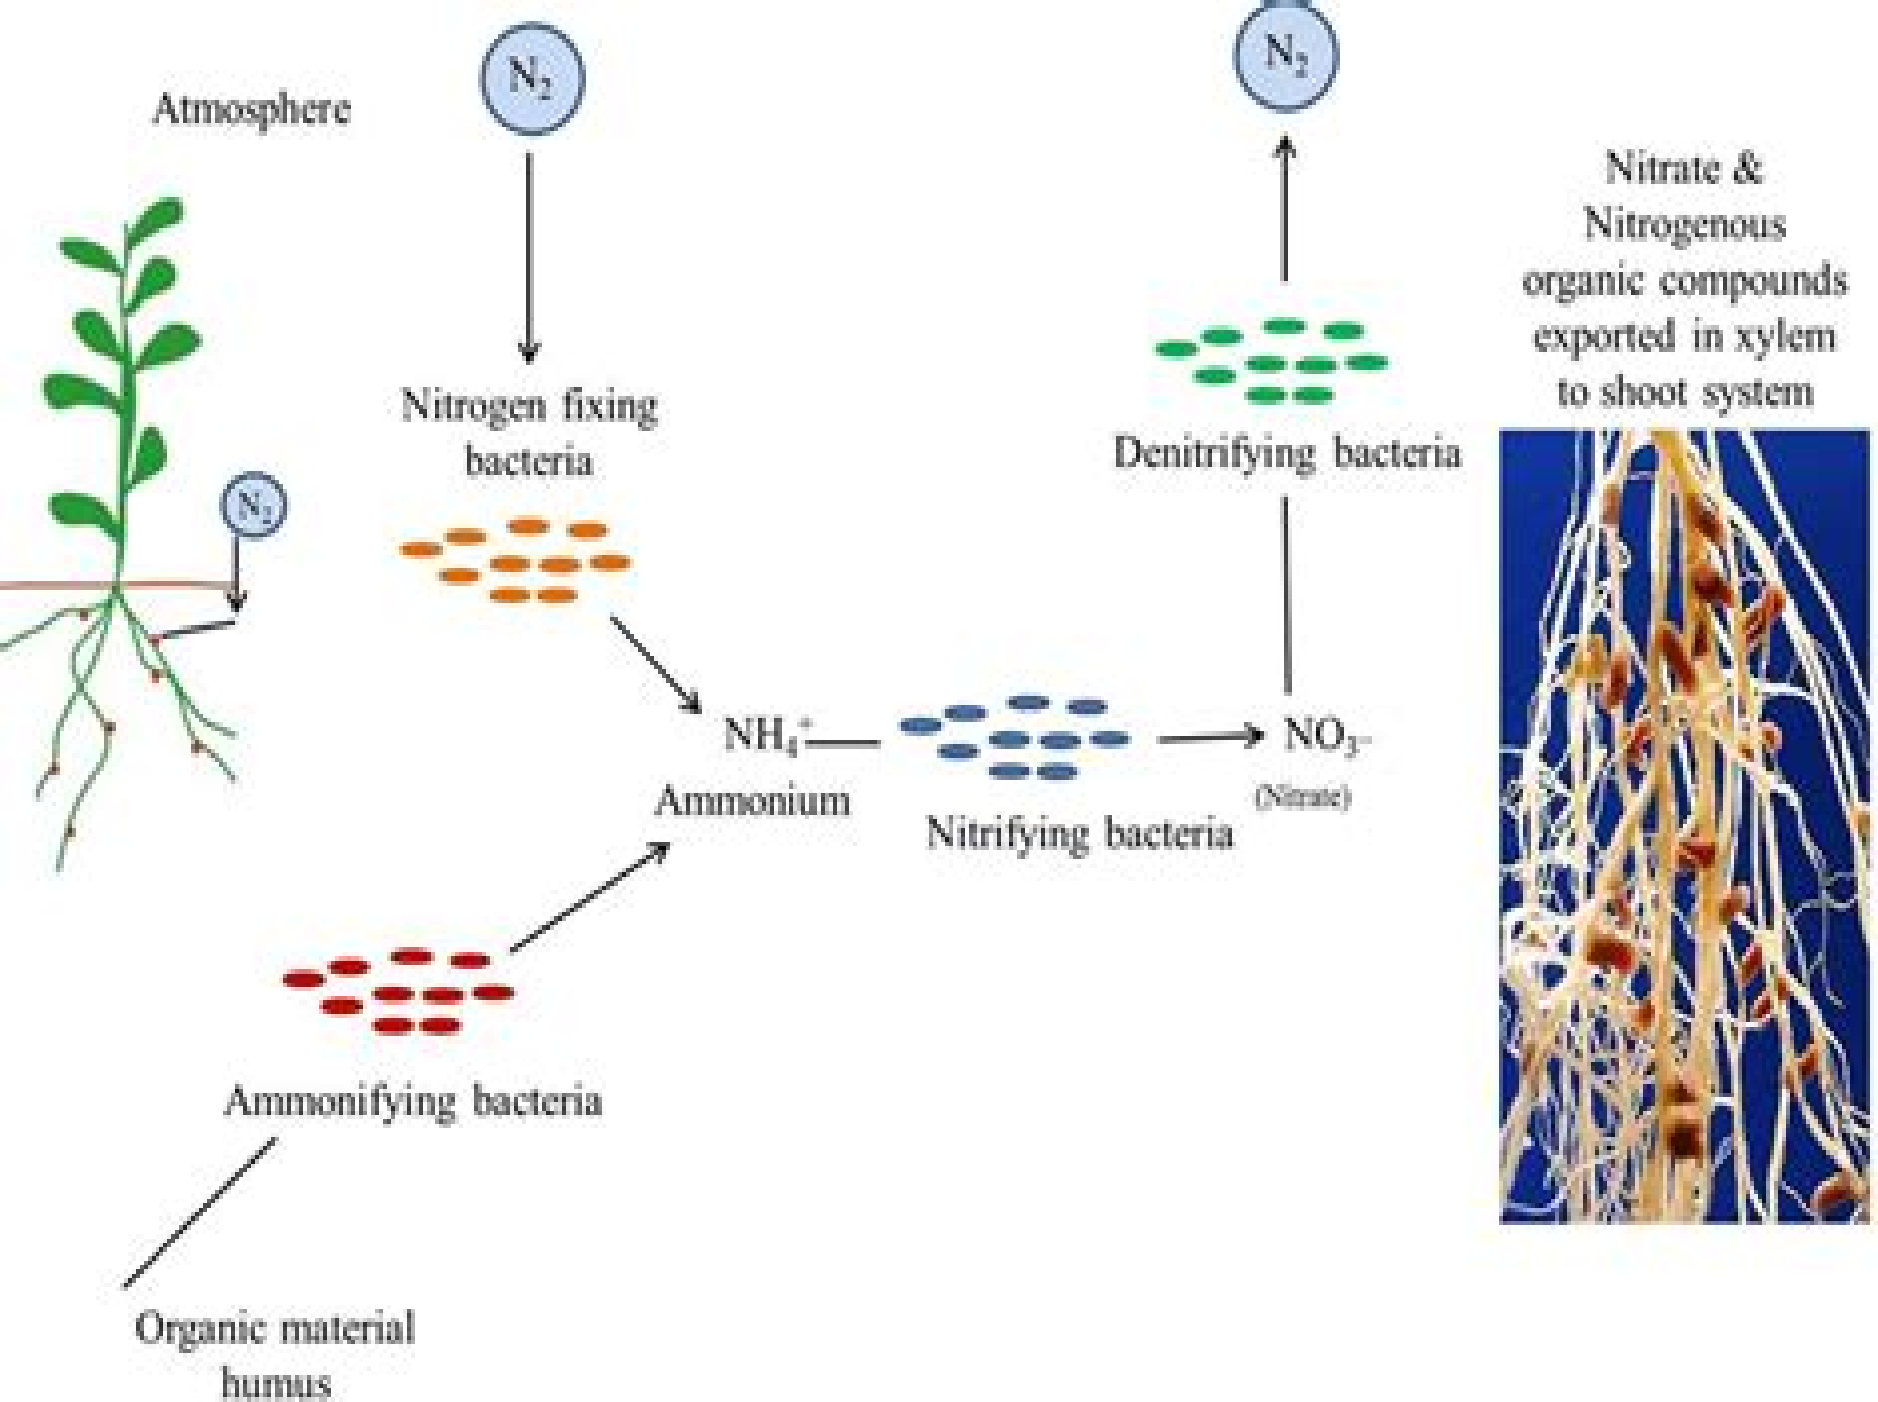 N₂
N₂
Atmosphere
Nitrate &
Nitrogenous
organic compounds
exported in xylem
to shoot system
Nitrogen fixing
bacteria
Denitrifying bacteria
N₂
NH₄⁺
NO₃-
Ammonium
(Nitrate)
Nitrifying bacteria
Ammonifying bacteria
Organic material
humus